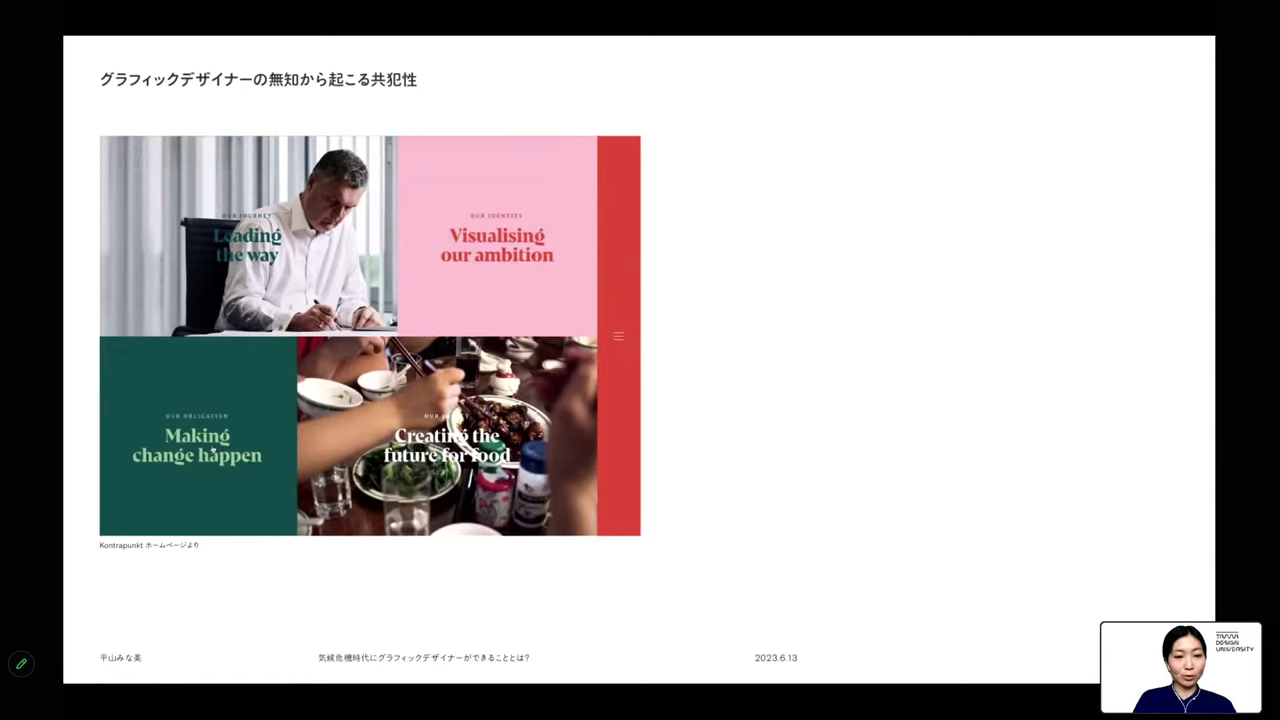 グラフィックデザイナーの無知から起こる共犯性
OUR JOURNEY
Leading
the way
OUR IDENTITY
Visualising
our ambition
OUR OBLIGATION
Making
change happen
OUR
Creating the
future for food
Kontrapunkt ホームページより
平山みな美
気候危機時代にグラフィックデザイナーができることとは?
2023.6.13
TAMA
DESIGN
UNIVERSITY